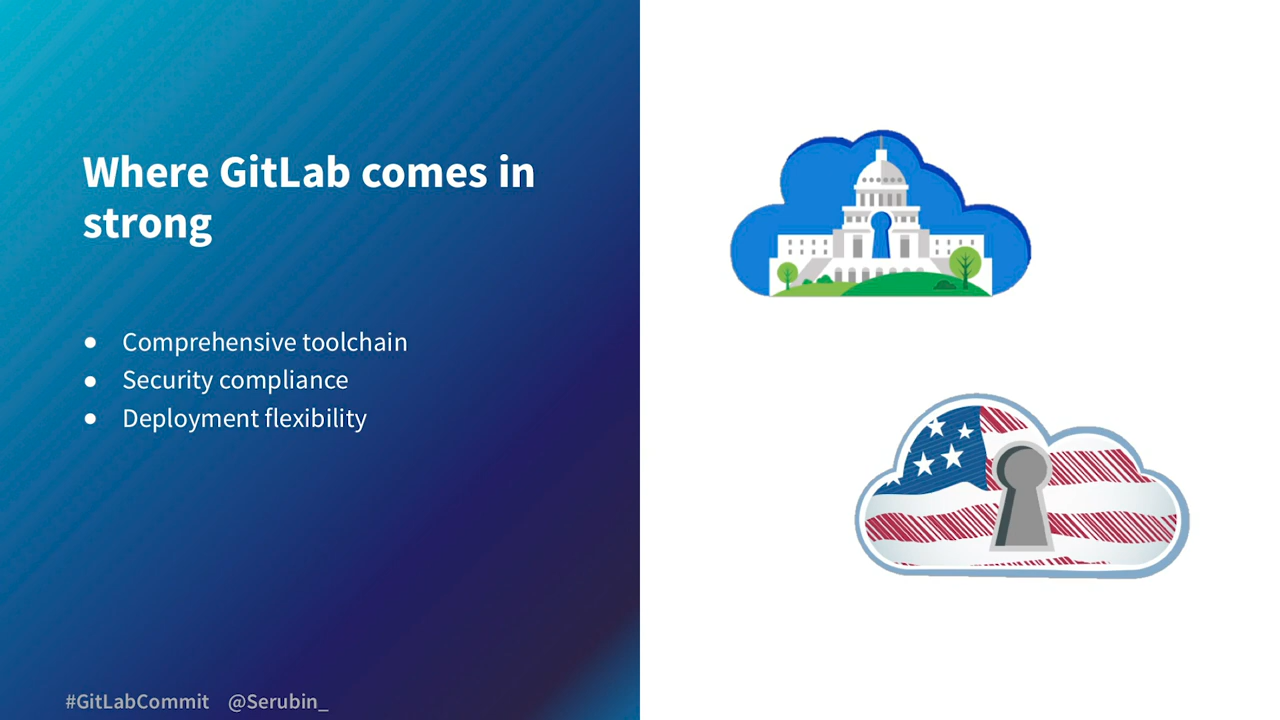 Where GitLab comes in
strong
● Comprehensive toolchain
● Security compliance
● Deployment flexibility
#GitLabCommit @Serubin_